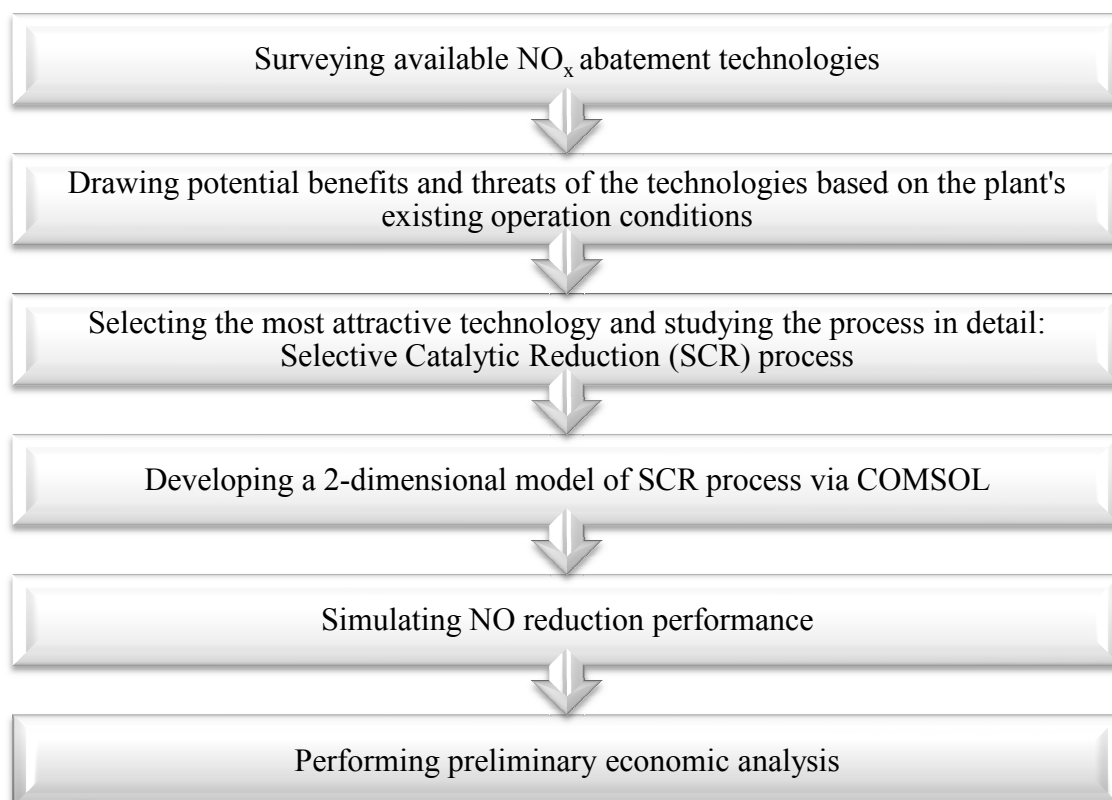 Surveying available NOx abatement technologies
Drawing potential benefits and threats of the technologies based on the plant's
existing operation conditions
Selecting the most attractive technology and studying the process in detail:
Selective Catalytic Reduction (SCR) process
Developing a 2-dimensional model of SCR process via COMSOL
Simulating NO reduction performance
Performing preliminary economic analysis